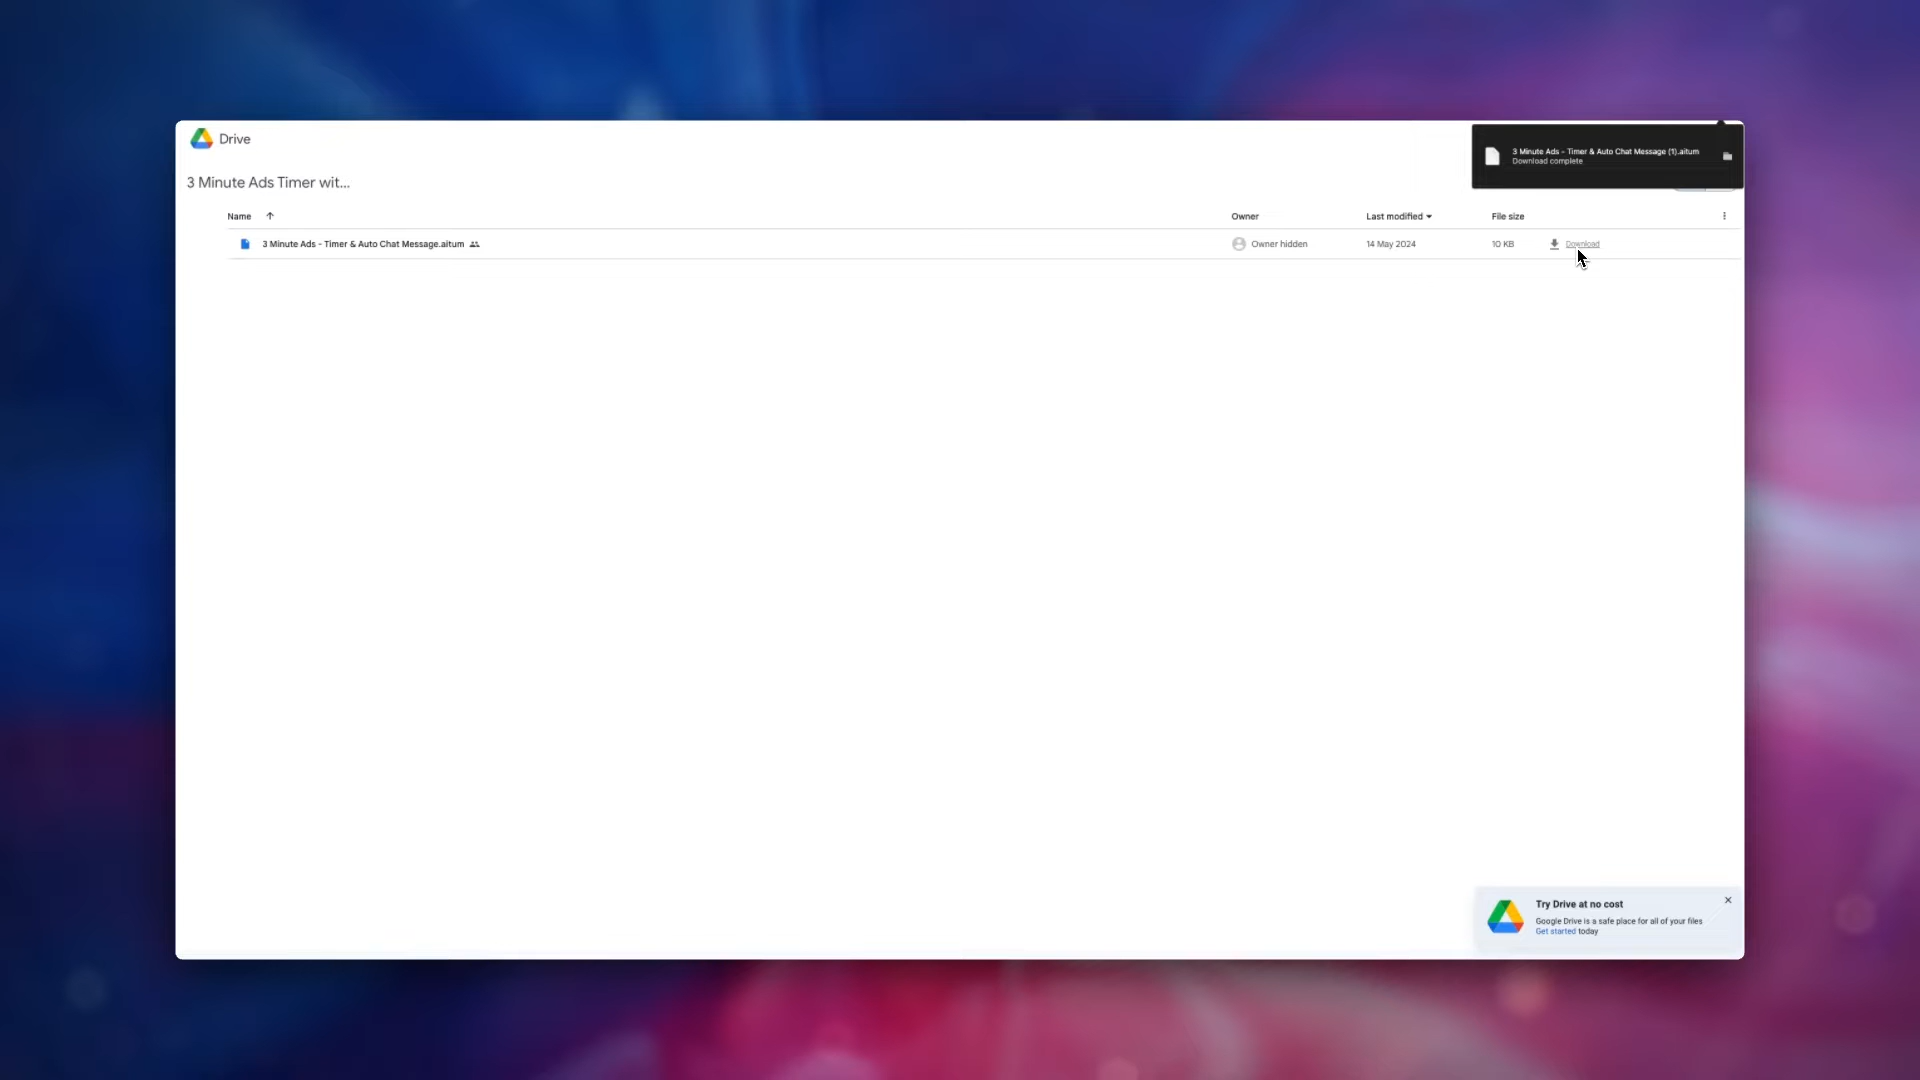 Drive
3 Minute Ads - Timer & Auto Chat Message (1).aitum
Download complete
3 Minute Ads Timer wit...
Name Owner Last modified File size
3 Minute Ads - Timer & Auto Chat Message.aitum Owner hidden 14 May 2024 10 KB Download
Try Drive at no cost
Google Drive is a safe place for all of your files
Get started today